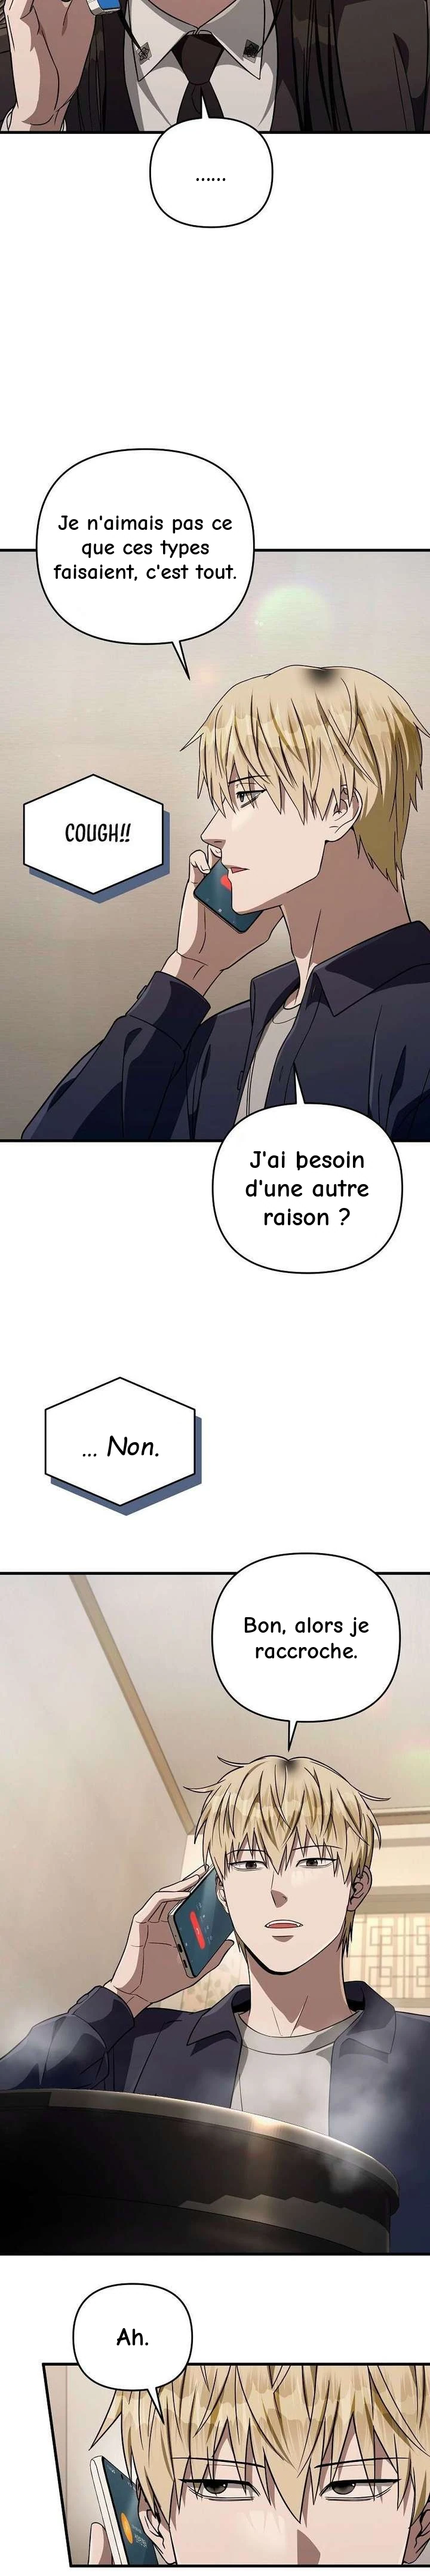 ......
Je n'aimais pas ce
que ces types
faisaient, c'est tout.
COUGH!!
J'ai besoin
d'une autre
raison ?
... Non.
Bon, alors je
raccroche.
Ah.